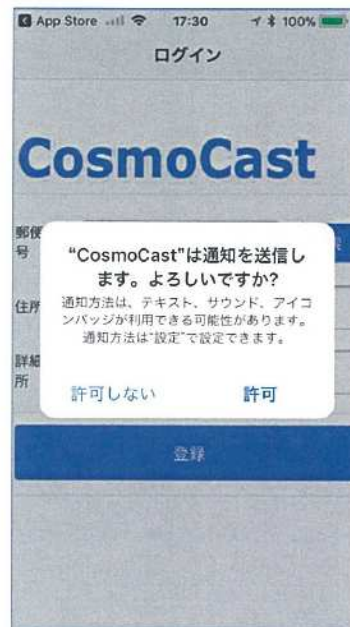 App Store 17:30 100%
ログイン
CosmoCast
郵便
号
“CosmoCast”は通知を送信し
ます。よろしいですか?
通知方法は、テキスト、サウンド、アイコ
ンバッジが利用できる可能性があります。
通知方法は“設定”で設定できます。
住所
詳細
所
許可しない 許可
登録